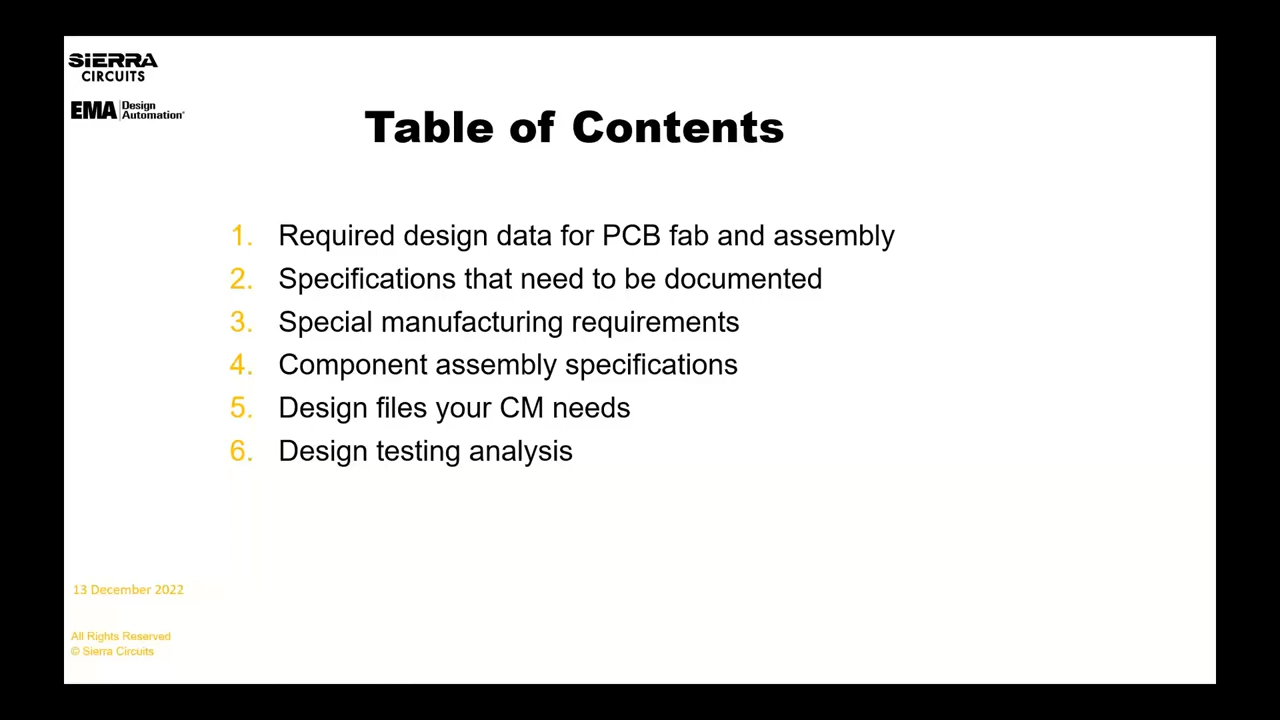 SIERRA
CIRCUITS
EMA Design
Automation®
Table of Contents
1. Required design data for PCB fab and assembly
2. Specifications that need to be documented
3. Special manufacturing requirements
4. Component assembly specifications
5. Design files your CM needs
6. Design testing analysis
13 December 2022
All Rights Reserved
© Sierra Circuits